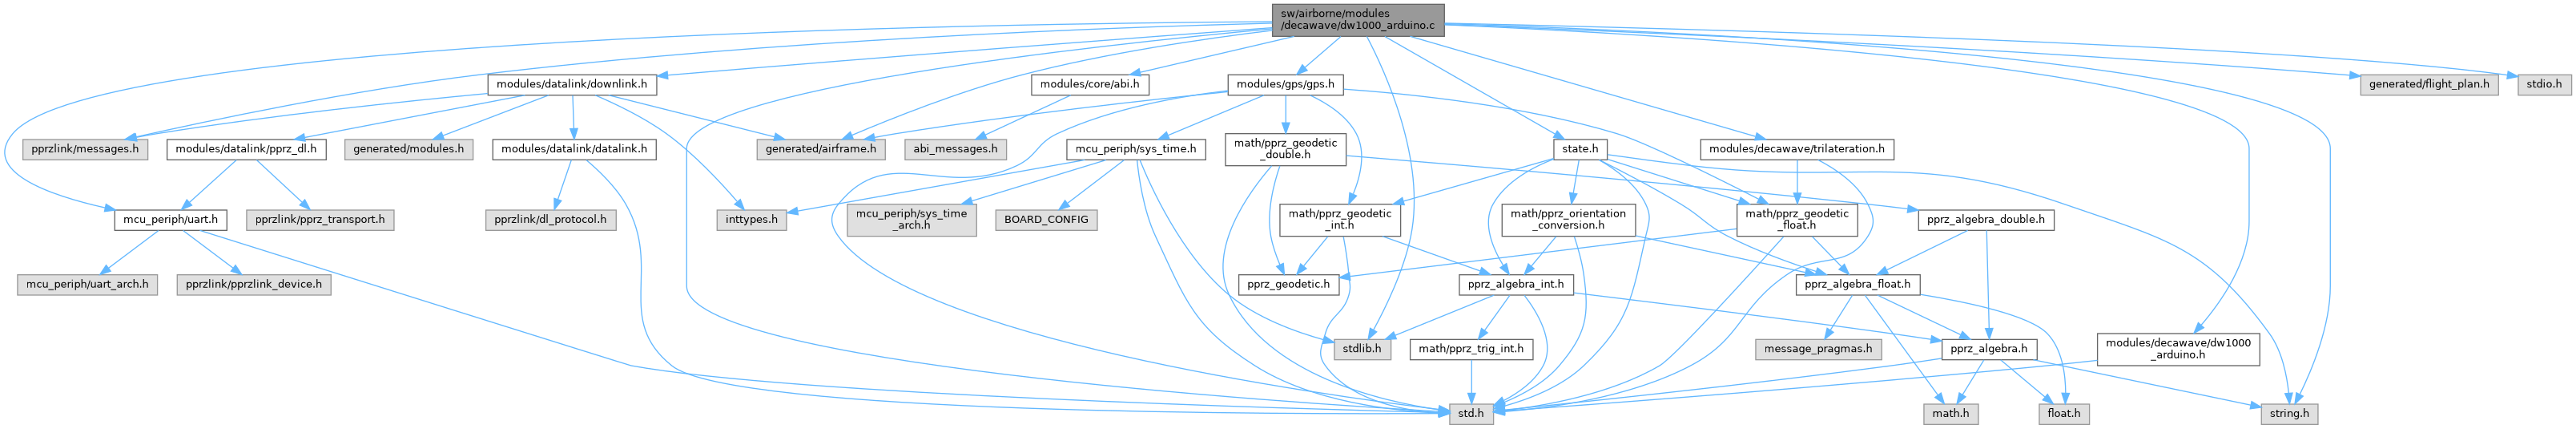 sw/airborne/modules
/decawave/dw1000_arduino.c
modules/datalink/downlink.h
modules/core/abi.h
modules/gps/gps.h
generated/flight_plan.h
stdio.h
pprzlink/messages.h
modules/datalink/pprz_dl.h
generated/modules.h
modules/datalink/datalink.h
generated/airframe.h
abi_messages.h
mcu_periph/sys_time.h
math/pprz_geodetic
_double.h
state.h
modules/decawave/trilateration.h
mcu_periph/uart.h
pprzlink/pprz_transport.h
pprzlink/dl_protocol.h
inttypes.h
mcu_periph/sys_time
_arch.h
BOARD_CONFIG
math/pprz_geodetic
_int.h
math/pprz_orientation
_conversion.h
math/pprz_geodetic
_float.h
pprz_algebra_double.h
mcu_periph/uart_arch.h
pprzlink/pprzlink_device.h
pprz_geodetic.h
pprz_algebra_int.h
pprz_algebra_float.h
stdlib.h
math/pprz_trig_int.h
message_pragmas.h
pprz_algebra.h
modules/decawave/dw1000
_arduino.h
std.h
math.h
float.h
string.h